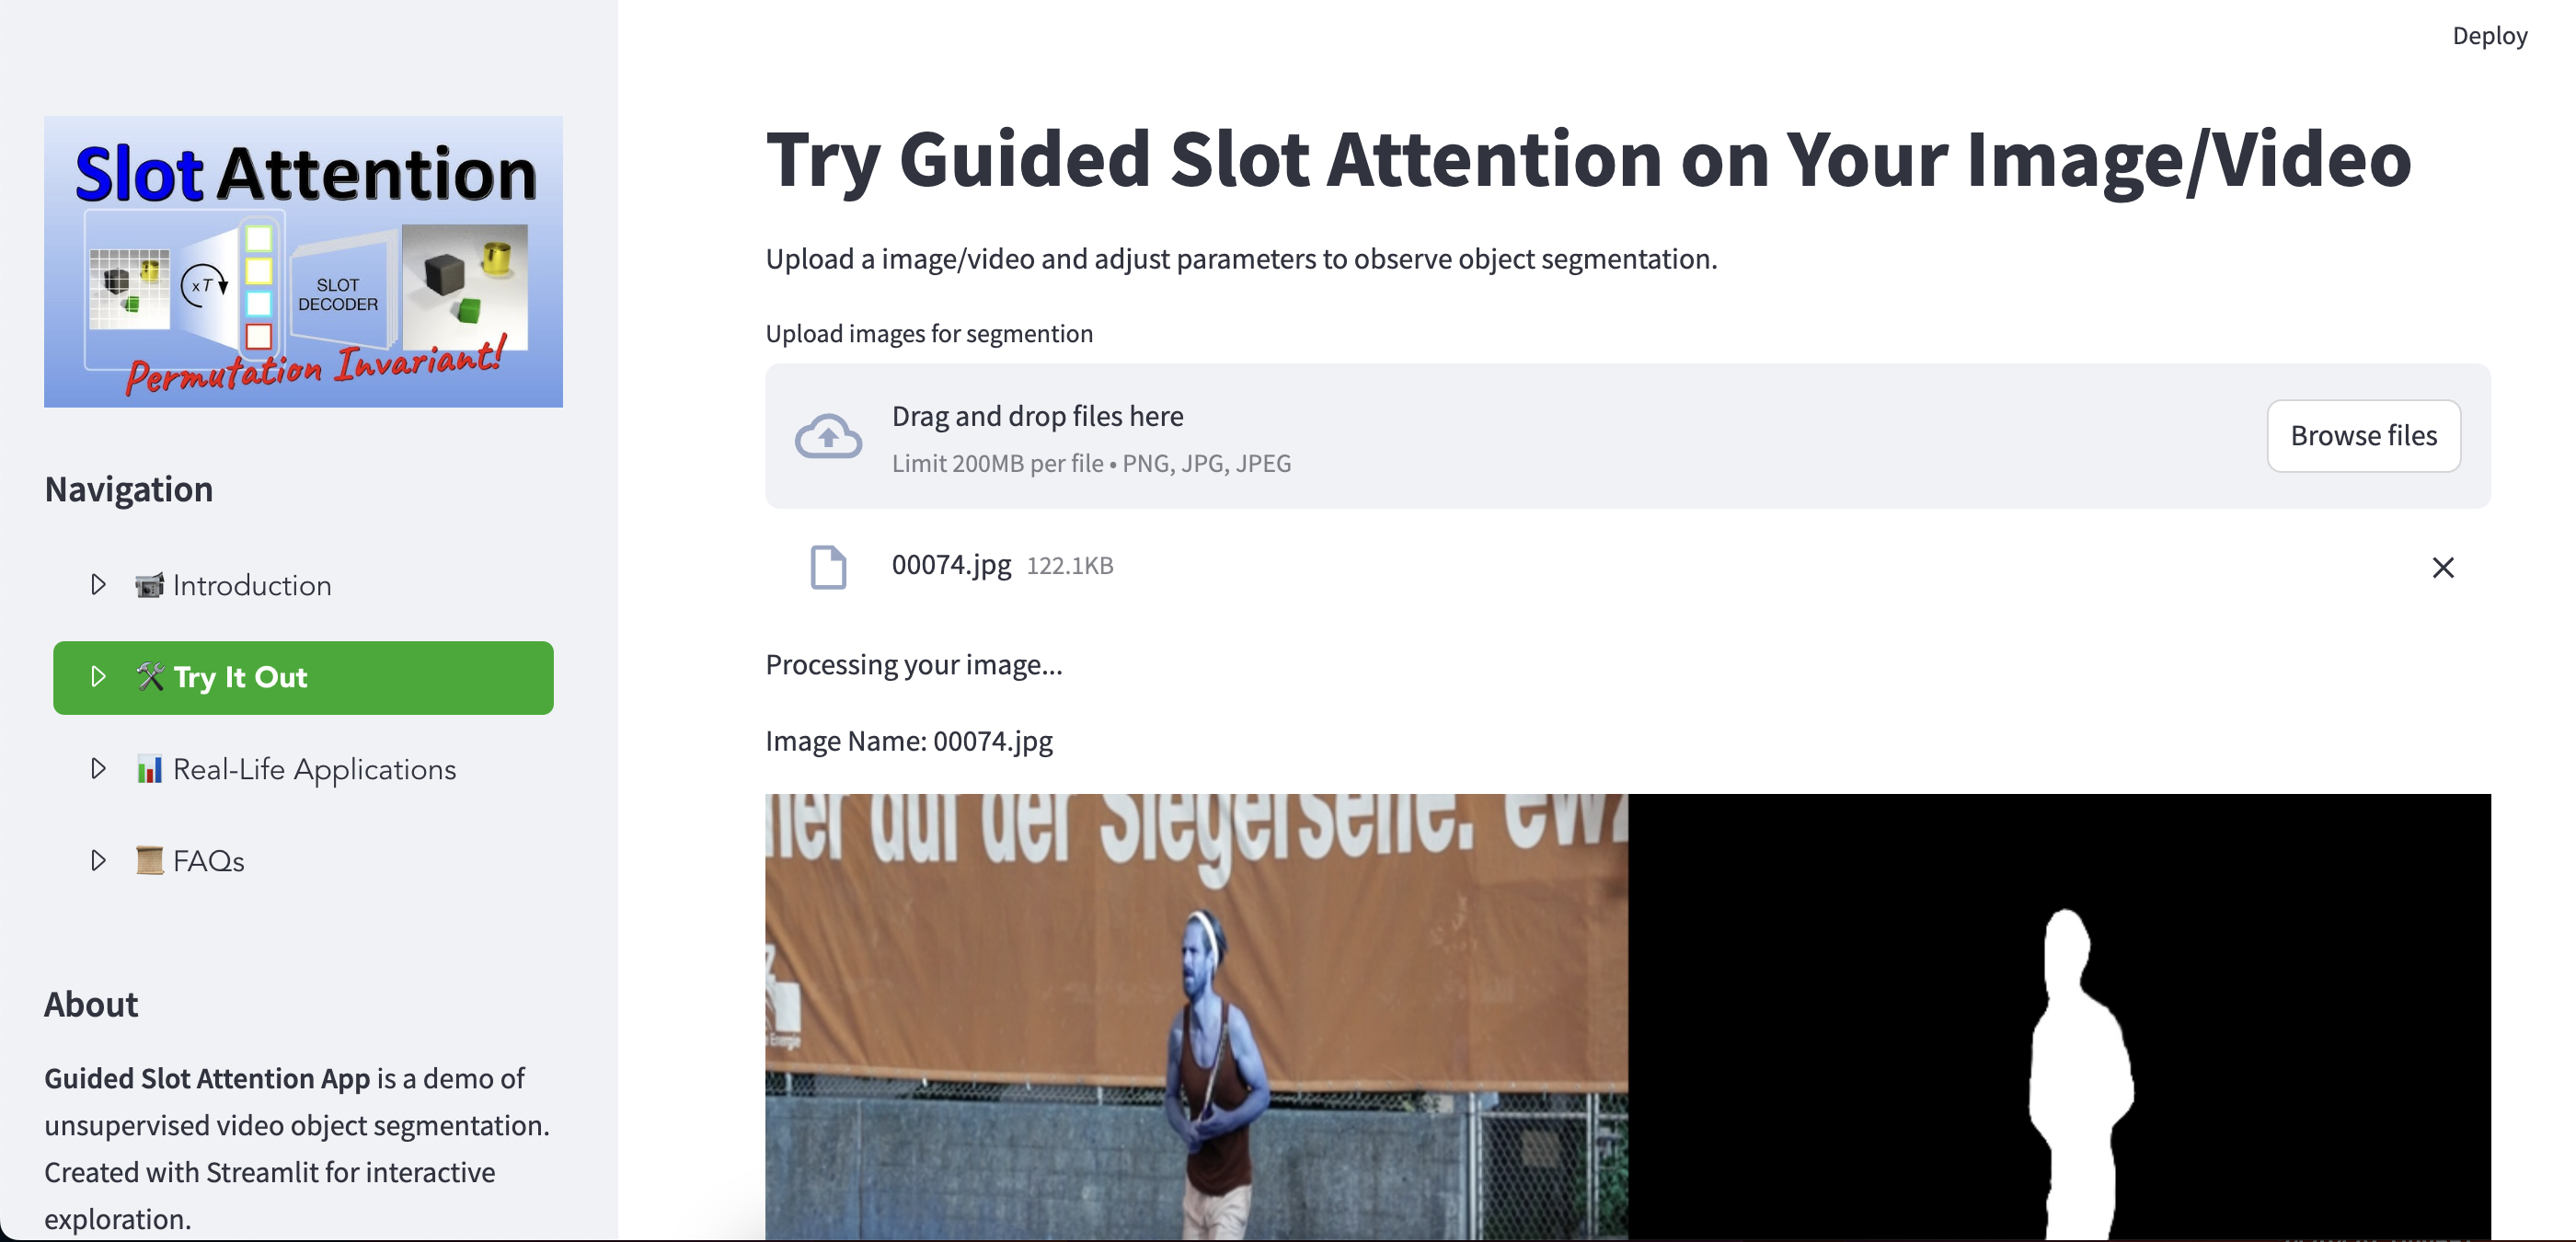 Deploy
Slot Attention
xT
SLOT
DECODER
Permutation Invariant!
Navigation
Introduction
Try It Out
Real-Life Applications
FAQs
About
Guided Slot Attention App is a demo of
unsupervised video object segmentation.
Created with Streamlit for interactive
exploration.
Try Guided Slot Attention on Your Image/Video
Upload a image/video and adjust parameters to observe object segmentation.
Upload images for segmention
Drag and drop files here
Limit 200MB per file • PNG, JPG, JPEG
Browse files
00074.jpg 122.1KB
Processing your image...
Image Name: 00074.jpg
auf der Siegerseite.
Energie